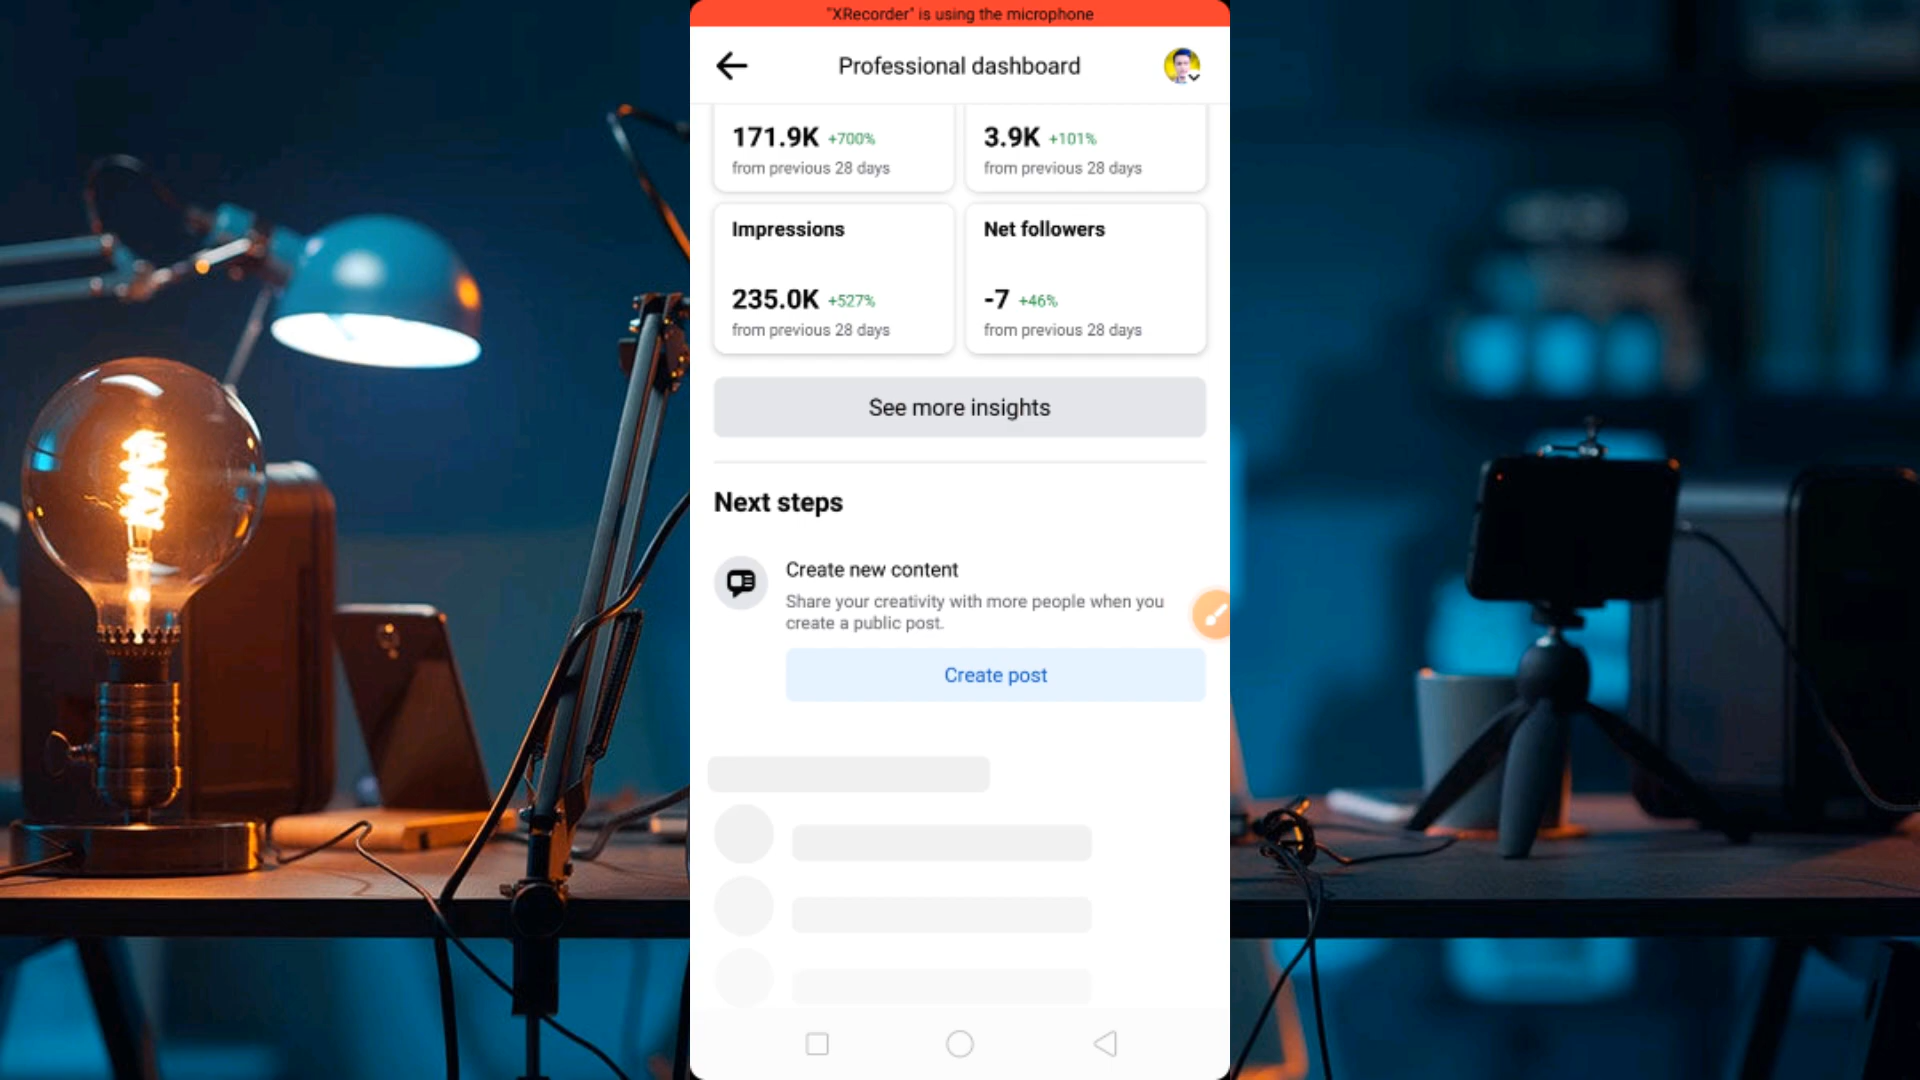 "XRecorder" is using the microphone
Professional dashboard
171.9K +700%
from previous 28 days
3.9K +101%
from previous 28 days
Impressions
235.0K +527%
from previous 28 days
Net followers
-7 +46%
from previous 28 days
See more insights
Next steps
Create new content
Share your creativity with more people when you
create a public post.
Create post